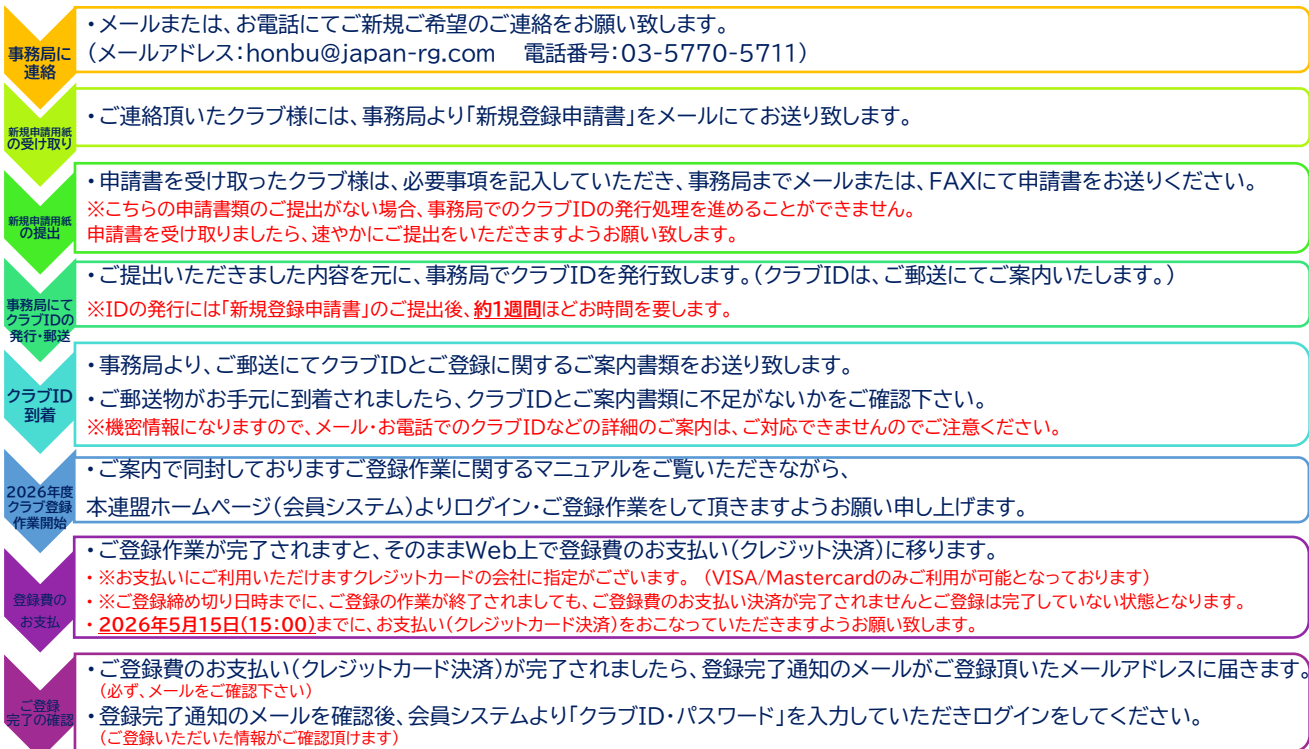 事務局に
連絡
・メールまたは、お電話にてご新規ご希望のご連絡をお願い致します。
(メールアドレス:honbu@japan-rg.com 電話番号:03-5770-5711)
新規申請用紙
の受け取り
・ご連絡頂いたクラブ様には、事務局より「新規登録申請書」をメールにてお送り致します。
新規申請用紙
の提出
・申請書を受け取ったクラブ様は、必要事項を記入していただき、事務局までメールまたは、FAXにて申請書をお送りください。
※こちらの申請書類のご提出がない場合、事務局でのクラブIDの発行処理を進めることができません。
申請書を受け取りましたら、速やかにご提出をいただきますようお願い致します。
事務局にて
クラブIDの
発行・郵送
・ご提出いただきました内容を元に、事務局でクラブIDを発行致します。(クラブIDは、ご郵送にてご案内いたします。)
※IDの発行には「新規登録申請書」のご提出後、約1週間ほどお時間を要します。
クラブID
到着
・事務局より、ご郵送にてクラブIDとご登録に関するご案内書類をお送り致します。
・ご郵送物がお手元に到着されましたら、クラブIDとご案内書類に不足がないかをご確認下さい。
※機密情報になりますので、メール・お電話でのクラブIDなどの詳細のご案内は、ご対応できませんのでご注意ください。
2026年度
クラブ登録
作業開始
・ご案内で同封しておりますご登録作業に関するマニュアルをご覧いただきながら、
本連盟ホームページ(会員システム)よりログイン・ご登録作業をして頂きますようお願い申し上げます。
登録費の
お支払
・ご登録作業が完了されますと、そのままWeb上で登録費のお支払い(クレジット決済)に移ります。
・※お支払いにご利用いただけますクレジットカードの会社に指定がございます。 (VISA/Mastercardのみご利用が可能となっております)
・※ご登録締め切り日時までに、ご登録の作業が終了されましても、ご登録費のお支払い決済が完了されませんとご登録は完了していない状態となります。
・2026年5月15日(15:00)までに、お支払い(クレジットカード決済)をおこなっていただきますようお願い致します。
ご登録
完了の確認
・ご登録費のお支払い(クレジットカード決済)が完了されましたら、登録完了通知のメールがご登録頂いたメールアドレスに届きます。
(必ず、メールをご確認下さい)
・登録完了通知のメールを確認後、会員システムより「クラブID・パスワード」を入力していただきログインをしてください。
(ご登録いただいた情報がご確認頂けます)